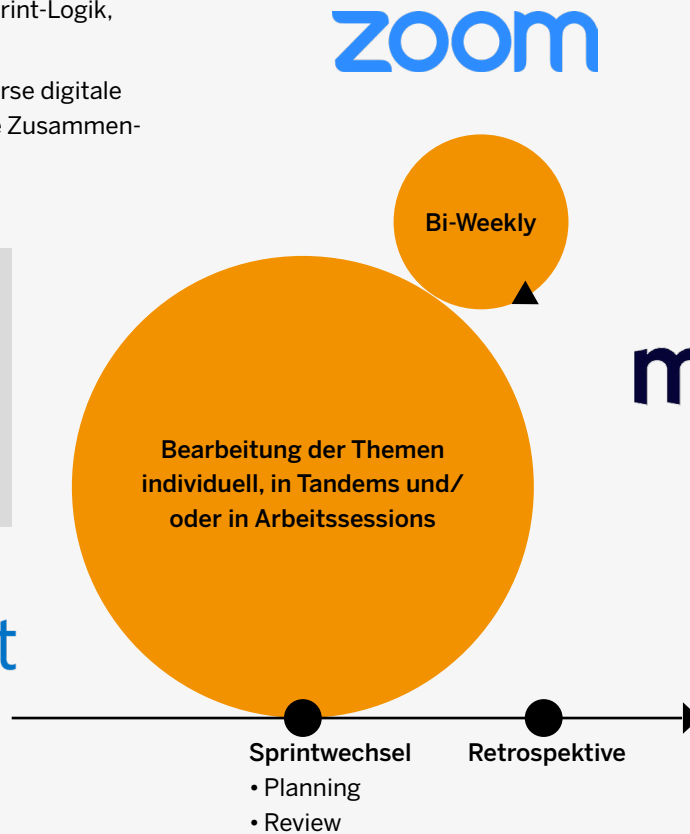 rint-Logik,
rse digitale
e Zusammen-
zoom
Bi-Weekly
m
Bearbeitung der Themen
individuell, in Tandems und/
oder in Arbeitssessions
t
Sprintwechsel
Retrospektive
• Planning
• Review